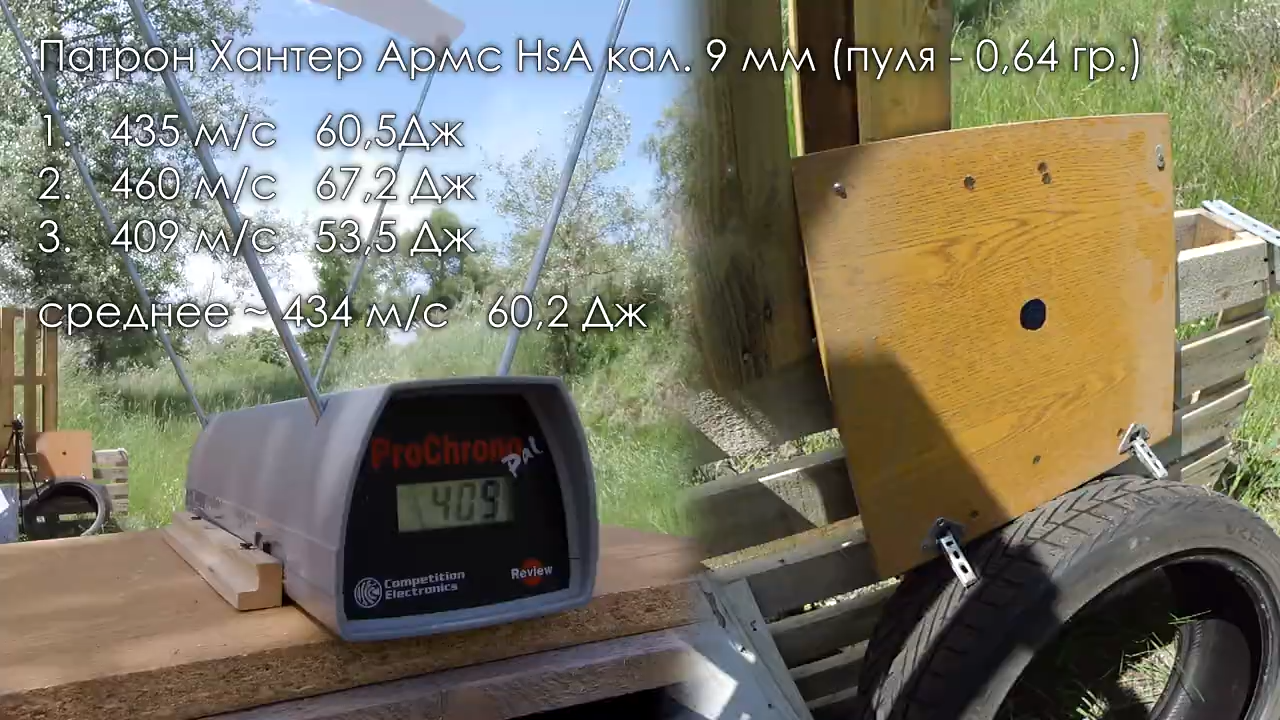 Патрон Хантер Армс HsA кал. 9 мм (пуля - 0,64 гр.)
1. 435 м/с 60,5Дж
2. 460 м/с 67,2 Дж
3. 409 м/с 53,5 Дж
среднее ~ 434 м/с 60,2 Дж
ProChrono
Pal
409
Competition
Electronics
Review